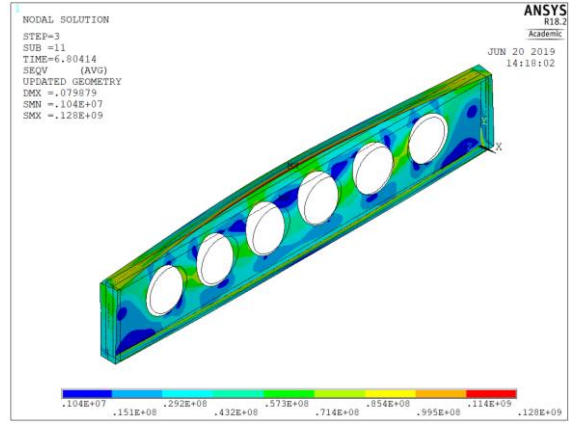 1
NODAL SOLUTION
STEP=3
SUB =11
TIME=6.80414
SEQV (AVG)
UPDATED GEOMETRY
DMX =.079879
SMN =.104E+07
SMX =.128E+09
ANSYS
R18.2
Academic
JUN 20 2019
14:18:02
MX
Z X
.104E+07 .292E+08 .573E+08 .854E+08 .114E+09
.151E+08 .432E+08 .714E+08 .995E+08 .128E+09